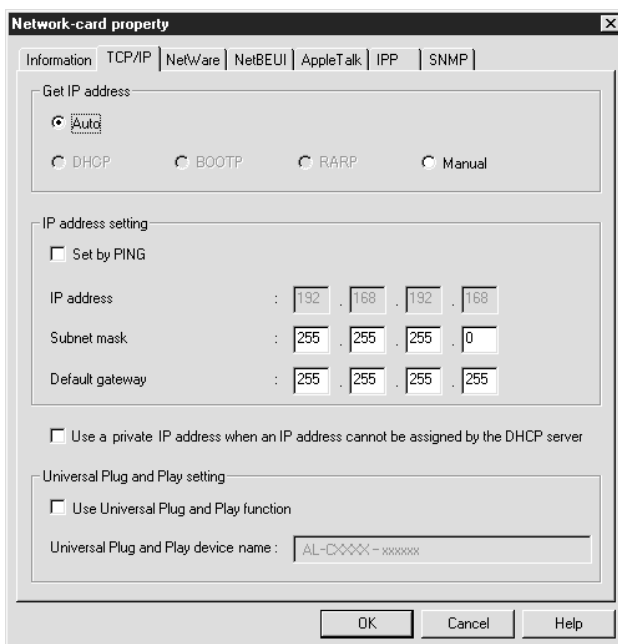 Network-card property
Information TCP/IP NetWare NetBEUI AppleTalk IPP SNMP
Get IP address
Auto
DHCP BOOTP RARP Manual
IP address setting
Set by PING
IP address : 192 . 168 . 192 . 168
Subnet mask : 255 . 255 . 255 . 0
Default gateway : 255 . 255 . 255 . 255
Use a private IP address when an IP address cannot be assigned by the DHCP server
Universal Plug and Play setting
Use Universal Plug and Play function
Universal Plug and Play device name : AL-CXXXX – xxxxxx
OK Cancel Help